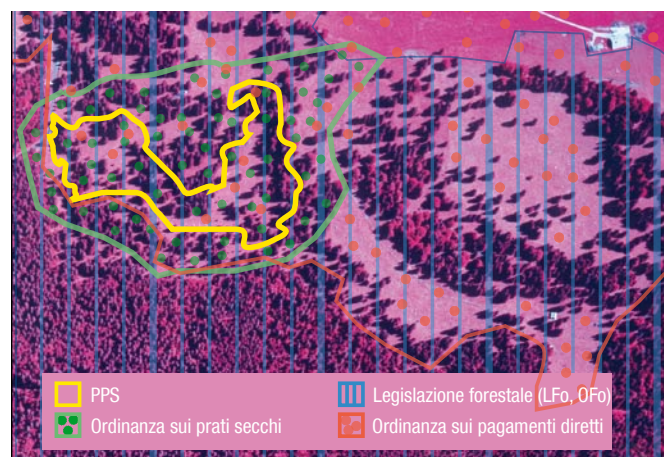 PPS
Legislazione forestale (LFo, OFo)
Ordinanza sui prati secchi
Ordinanza sui pagamenti diretti